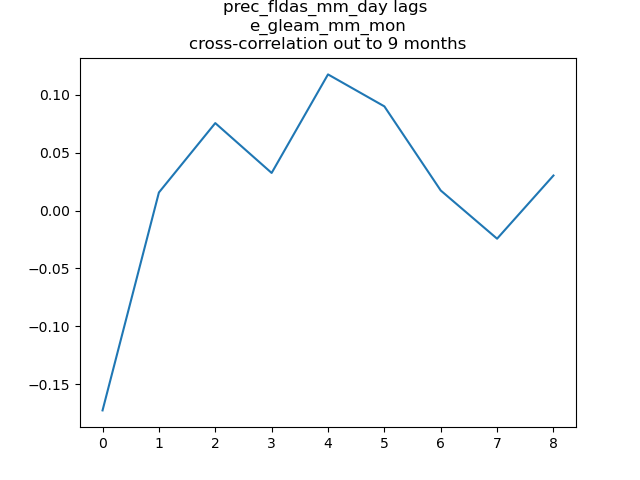 prec_fldas_mm_day lags
e_gleam_mm_mon
cross-correlation out to 9 months
0.10
0.05
0.00
−0.05
−0.10
−0.15
0 1 2 3 4 5 6 7 8